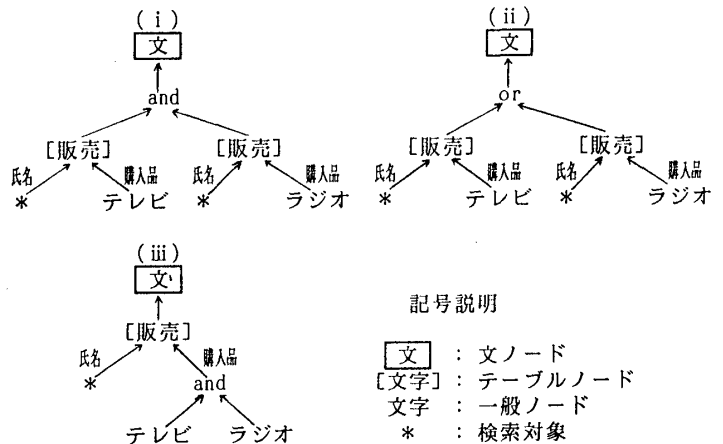 (i)
文
and
[販売] [販売]
氏名 購入品 氏名 購入品
* テレビ * ラジオ
(ii)
文
or
[販売] [販売]
氏名 購入品 氏名 購入品
* テレビ * ラジオ
(iii)
文
[販売]
氏名 購入品
* and
テレビ ラジオ
記号説明
文 : 文ノード
[文字] : テーブルノード
文字 : 一般ノード
* : 検索対象